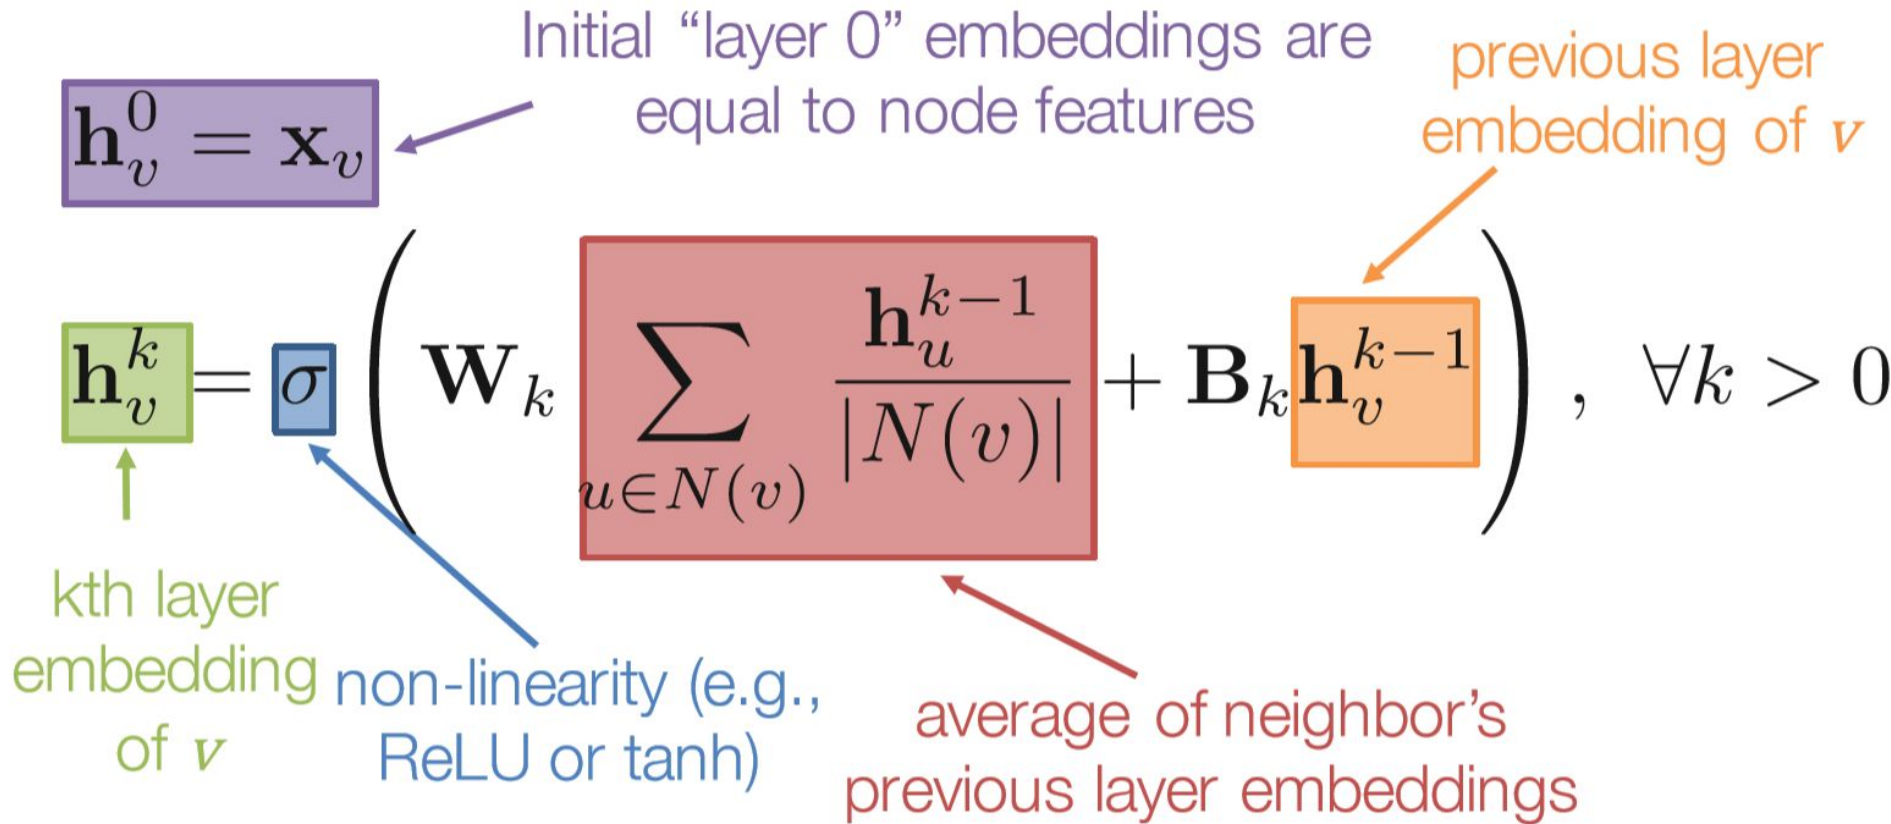 Initial “layer 0” embeddings are
equal to node features
previous layer
embedding of v
h_v^0 = x_v
h_v^k = σ ( W_k ∑_{u∈N(v)} h_u^{k−1} / |N(v)| + B_k h_v^{k−1} ) , ∀k > 0
kth layer
embedding
of v
non-linearity (e.g.,
ReLU or tanh)
average of neighbor’s
previous layer embeddings